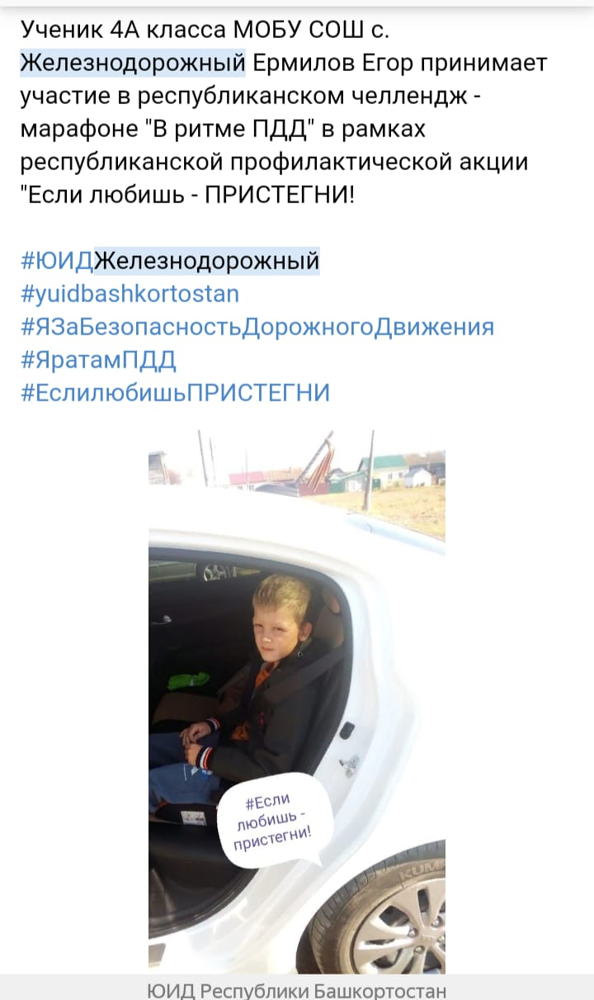 Ученик 4А класса МОБУ СОШ с.
Железнодорожный Ермилов Егор принимает
участие в республиканском челлендж -
марафоне "В ритме ПДД" в рамках
республиканской профилактической акции
"Если любишь - ПРИСТЕГНИ!
#ЮИДЖелезнодорожный
#yuidbashkortostan
#ЯЗаБезопасностьДорожногоДвижения
#ЯратамПДД
#ЕслилюбишьПРИСТЕГНИ
#Если
любишь -
пристегни!
KUM
ЮИД Республики Башкортостан